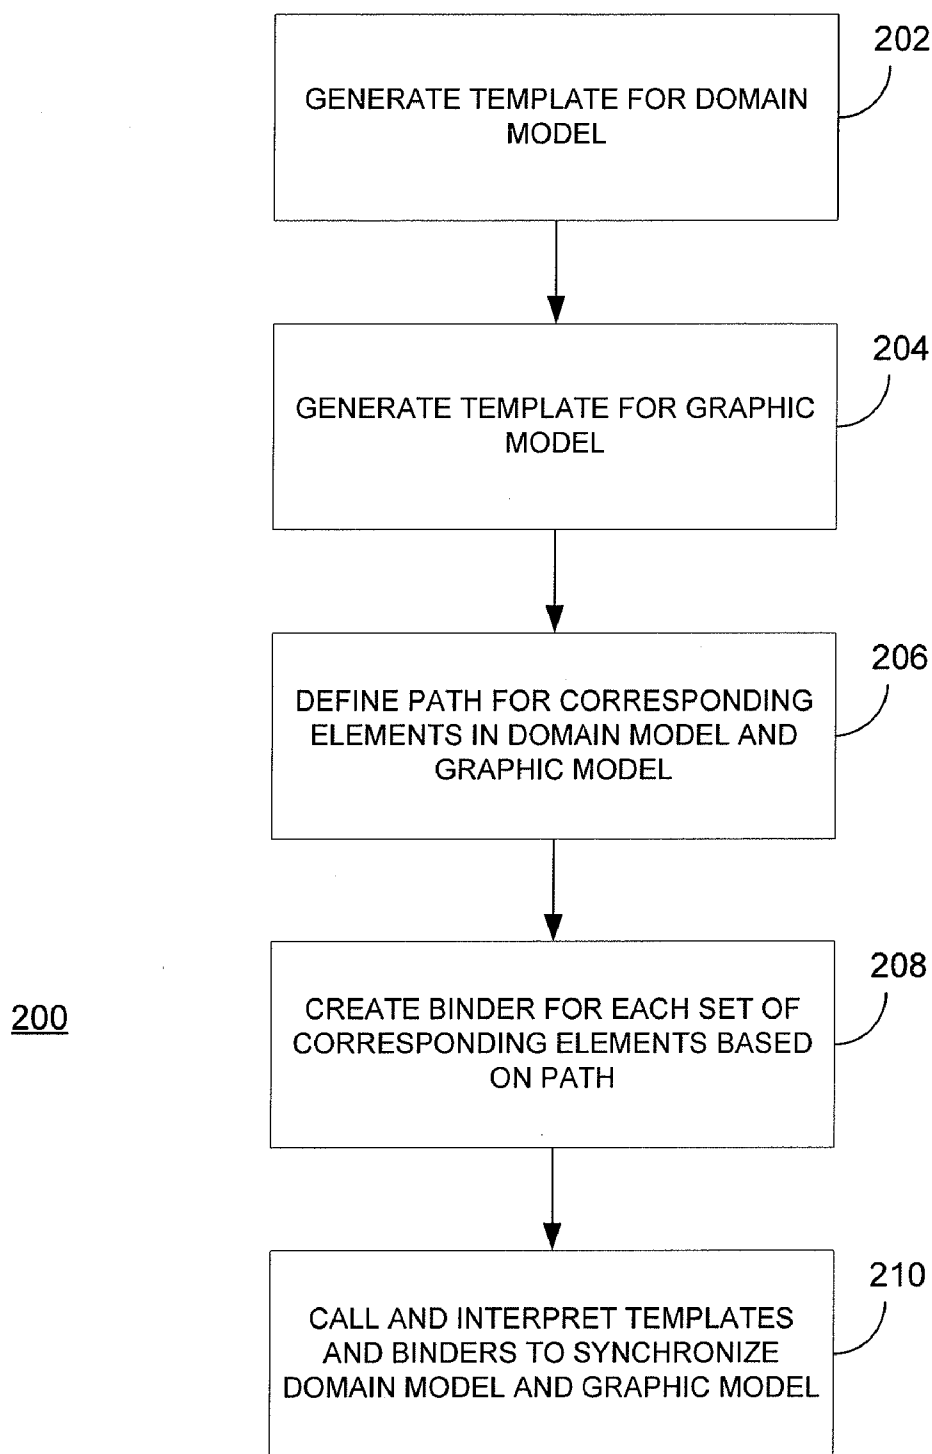 202
GENERATE TEMPLATE FOR DOMAIN
MODEL
204
GENERATE TEMPLATE FOR GRAPHIC
MODEL
206
DEFINE PATH FOR CORRESPONDING
ELEMENTS IN DOMAIN MODEL AND
GRAPHIC MODEL
208
CREATE BINDER FOR EACH SET OF
CORRESPONDING ELEMENTS BASED
ON PATH
200
210
CALL AND INTERPRET TEMPLATES
AND BINDERS TO SYNCHRONIZE
DOMAIN MODEL AND GRAPHIC MODEL